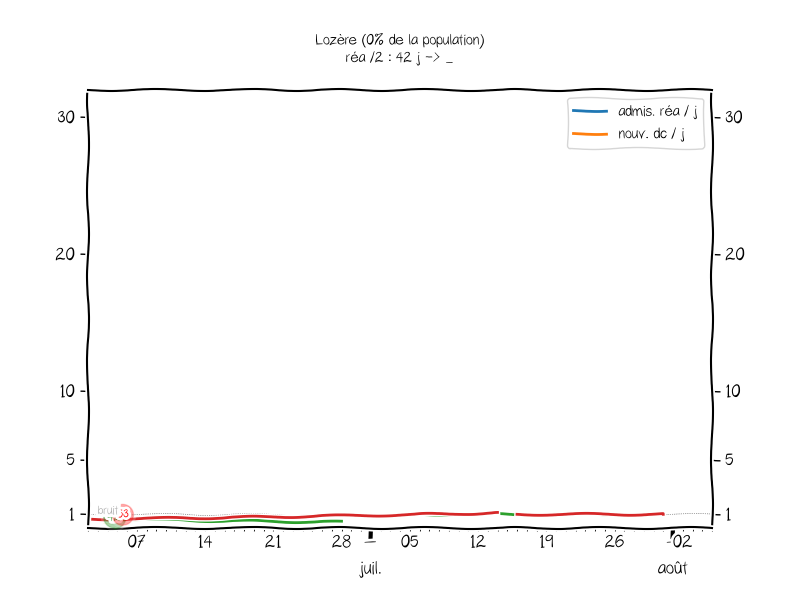 Lozère (0% de la population)
réa /2 : 42 j -> _
admis. réa / j
nouv. dc / j
30
20
10
5
1
30
20
10
5
1
bruit
07 14 21 28 05 12 19 26 02
juil. août